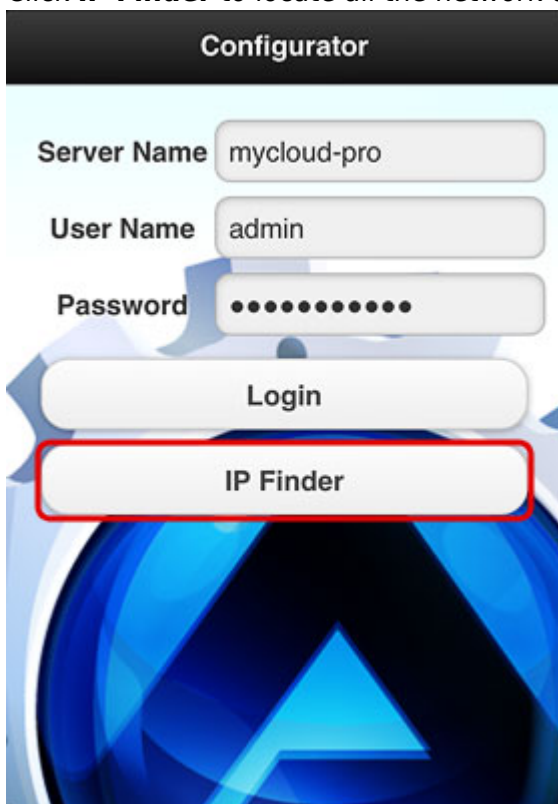 Configurator
Server Name mycloud-pro
User Name admin
Password ●●●●●●●●●●●
Login
IP Finder